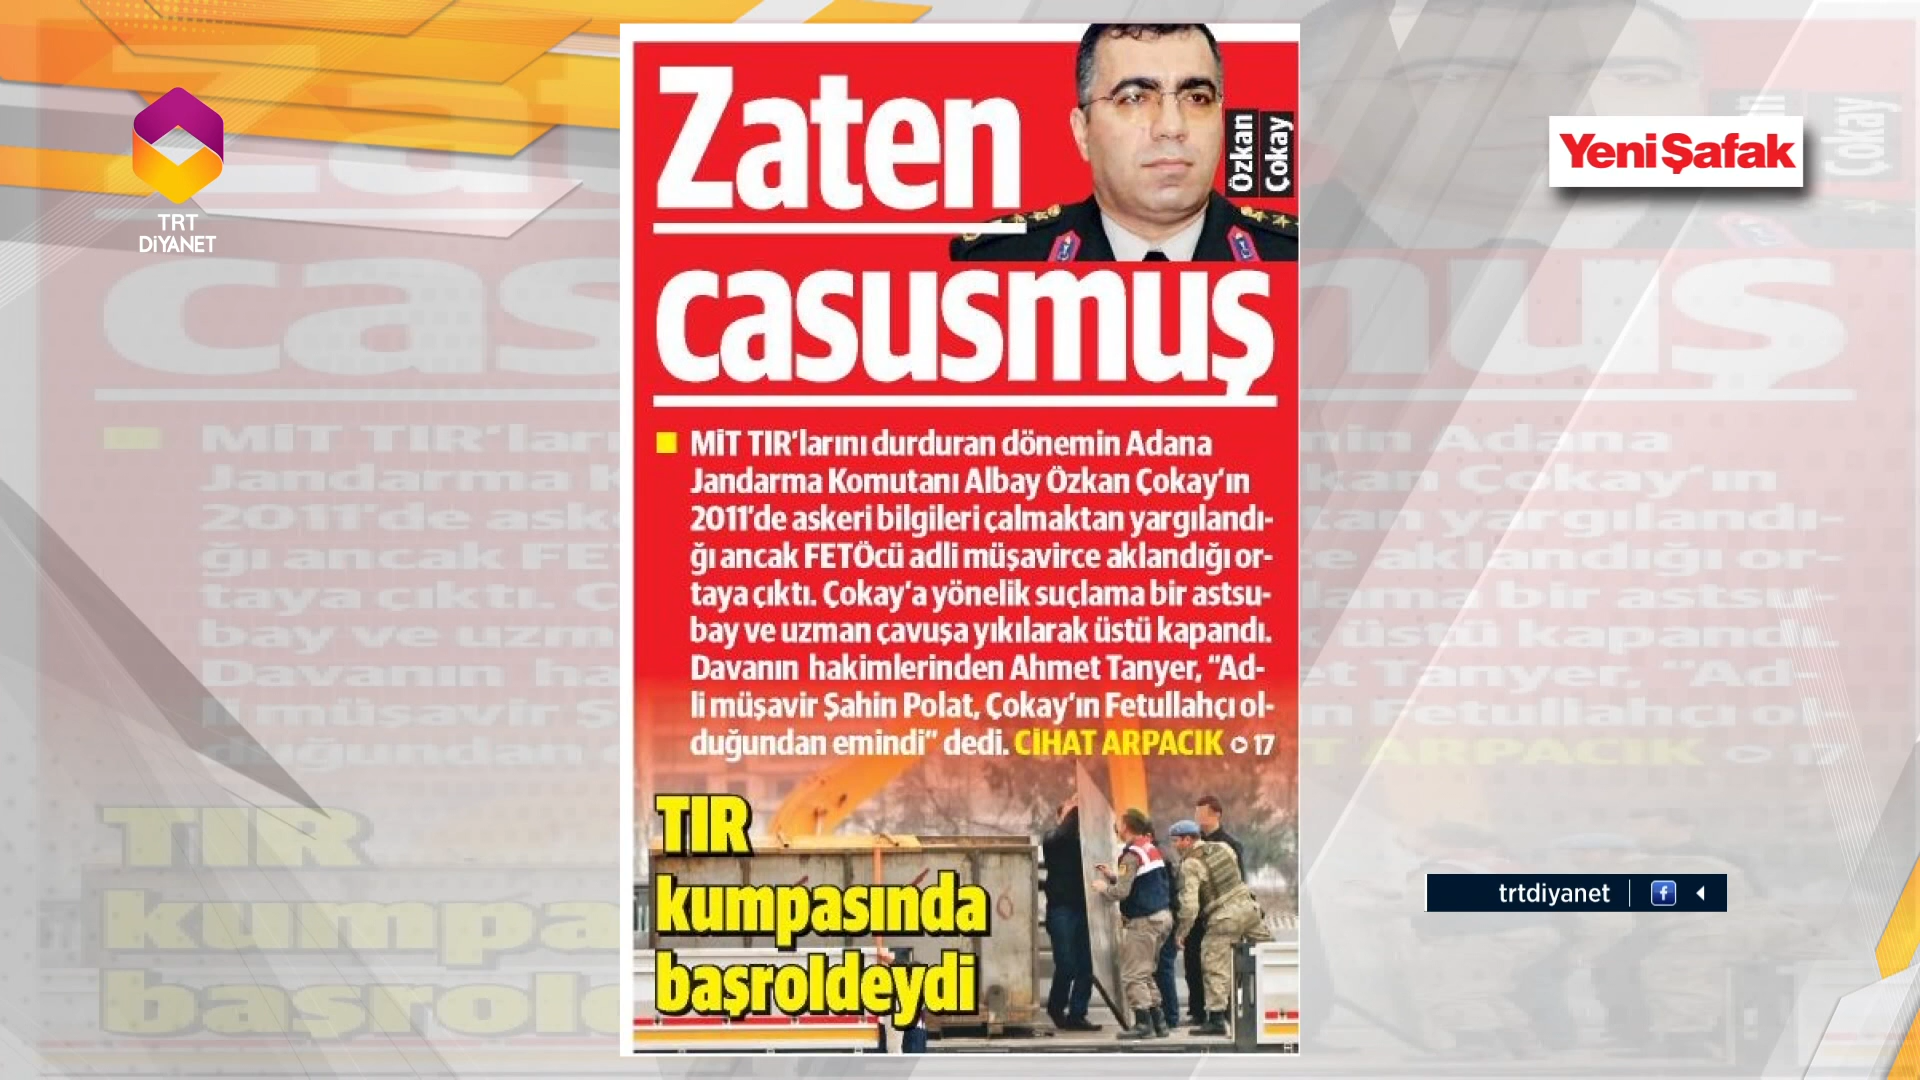 TRT
DİYANET
Zaten
casusmuş
Özkan
Çokay
YeniŞafak
MİT TIR'larını durduran dönemin Adana
Jandarma Komutanı Albay Özkan Çokay'ın
2011'de askeri bilgileri çalmaktan yargılandı-
ğı ancak FETÖcü adli müşavirce aklandığı or-
taya çıktı. Çokay'a yönelik suçlama bir astsu-
bay ve uzman çavuşa yıkılarak üstü kapandı.
Davanın hakimlerinden Ahmet Tanyer, "Ad-
li müşavir Şahin Polat, Çokay'ın Fetullahçı ol-
duğundan emindi" dedi. CİHAT ARPACIK 17
TIR
kumpasında
başroldeydi
trtdiyanet